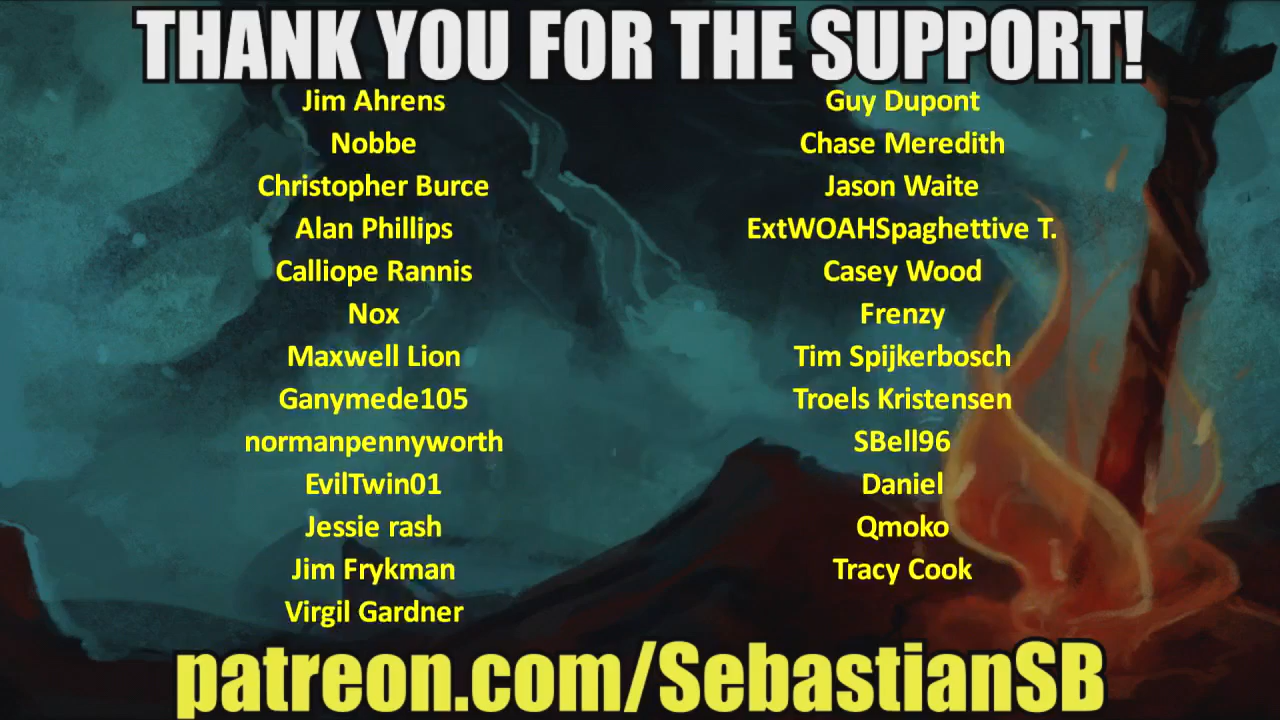 THANK YOU FOR THE SUPPORT!
Jim Ahrens
Nobbe
Christopher Burce
Alan Phillips
Calliope Rannis
Nox
Maxwell Lion
Ganymede105
normanpennyworth
EvilTwin01
Jessie rash
Jim Frykman
Virgil Gardner
Guy Dupont
Chase Meredith
Jason Waite
ExtWOAHSpaghettive T.
Casey Wood
Frenzy
Tim Spijkerbosch
Troels Kristensen
SBell96
Daniel
Qmoko
Tracy Cook
patreon.com/SebastianSB